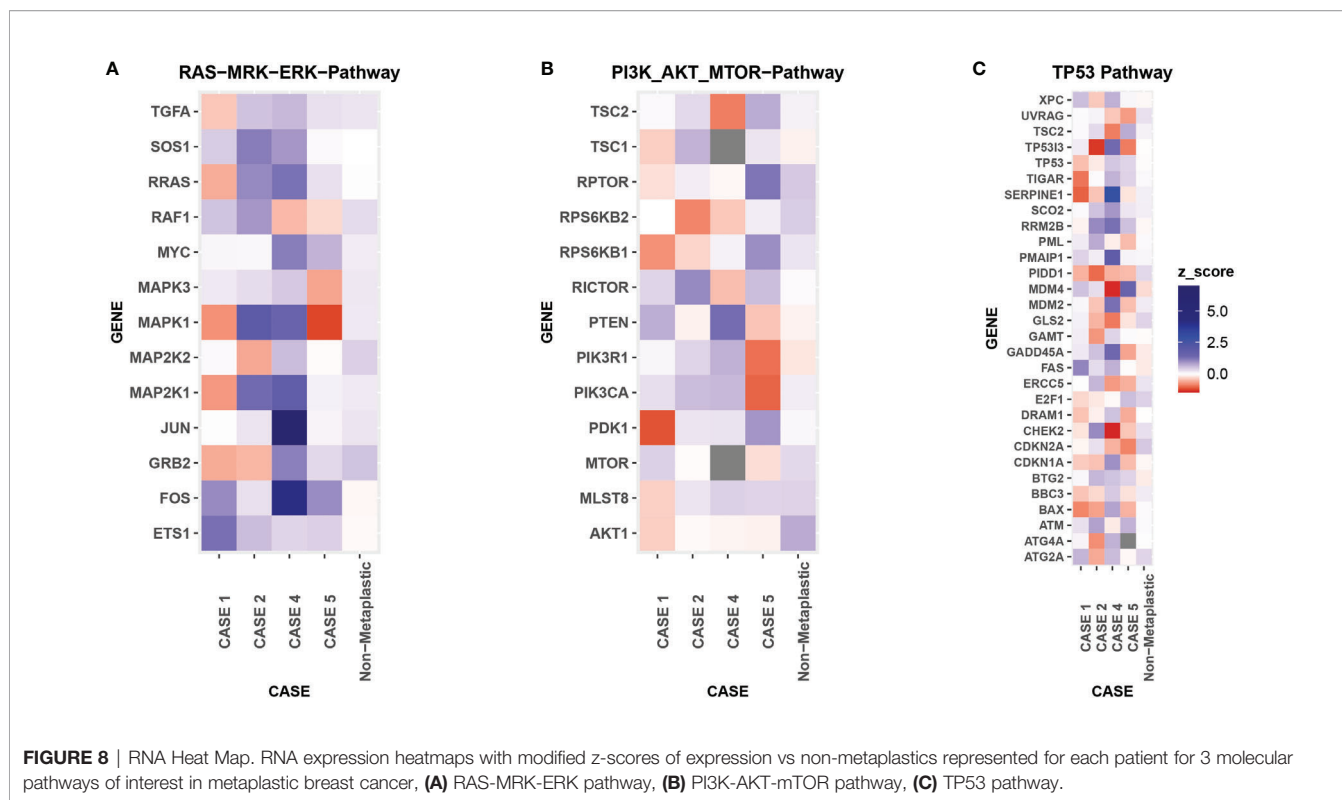 A
RAS-MRK-ERK-Pathway
GENE
TGFA
SOS1
RRAS
RAF1
MYC
MAPK3
MAPK1
MAP2K2
MAP2K1
JUN
GRB2
FOS
ETS1
CASE 1
CASE 2
CASE 4
CASE 5
Non-Metaplastic
CASE
B
PI3K_AKT_MTOR-Pathway
GENE
TSC2
TSC1
RPTOR
RPS6KB2
RPS6KB1
RICTOR
PTEN
PIK3R1
PIK3CA
PDK1
MTOR
MLST8
AKT1
CASE 1
CASE 2
CASE 4
CASE 5
Non-Metaplastic
CASE
C
TP53 Pathway
GENE
XPC
UVRAG
TSC2
TP53I3
TP53
TIGAR
SERPINE1
SCO2
RRM2B
PML
PMAIP1
PIDD1
MDM4
MDM2
GLS2
GAMT
GADD45A
FAS
ERCC5
E2F1
DRAM1
CHEK2
CDKN2A
CDKN1A
BTG2
BBC3
BAX
ATM
ATG4A
ATG2A
CASE 1
CASE 2
CASE 4
CASE 5
Non-Metaplastic
CASE
z_score
5.0
2.5
0.0
FIGURE 8 | RNA Heat Map. RNA expression heatmaps with modified z-scores of expression vs non-metaplastics represented for each patient for 3 molecular
pathways of interest in metaplastic breast cancer, (A) RAS-MRK-ERK pathway, (B) PI3K-AKT-mTOR pathway, (C) TP53 pathway.